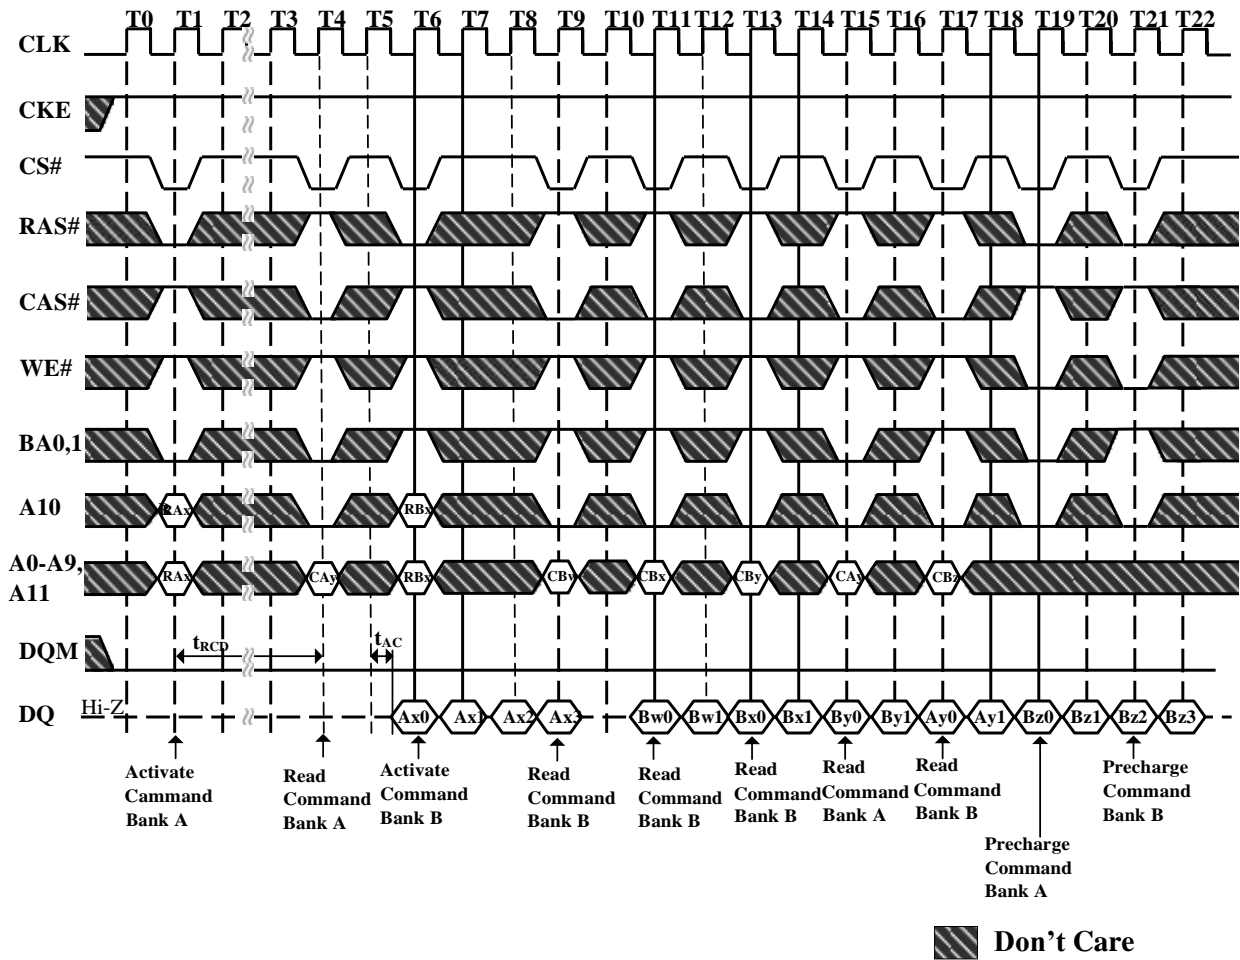 T0 T1 T2 T3 T4 T5 T6 T7 T8 T9 T10 T11 T12 T13 T14 T15 T16 T17 T18 T19 T20 T21 T22
CLK
CKE
CS#
RAS#
CAS#
WE#
BA0,1
A10 RAx RBx
A0-A9,
A11
RAx CAy RBx CBw CBx CBy CAy CBz
DQM tRCD tAC
DQ Hi-Z Ax0 Ax1 Ax2 Ax3 Bw0 Bw1 Bx0 Bx1 By0 By1 Ay0 Ay1 Bz0 Bz1 Bz2 Bz3
Activate
Cammand
Bank A
Read
Command
Bank A
Activate
Command
Bank B
Read
Command
Bank B
Read
Command
Bank B
Read
Command
Bank B
Read
Command
Bank A
Read
Command
Bank B
Precharge
Command
Bank A
Precharge
Command
Bank B
Don't Care